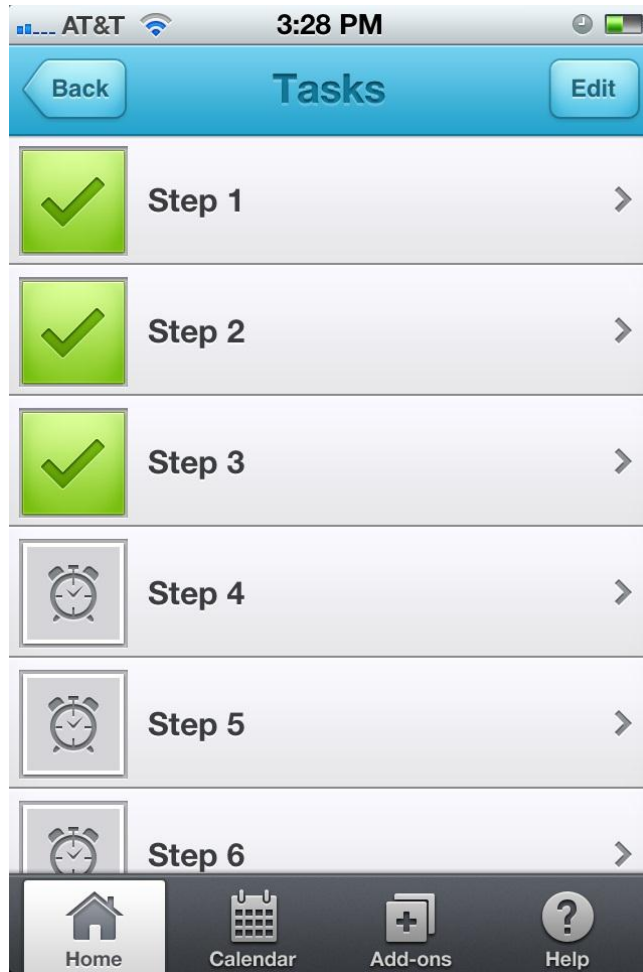 AT&T 3:28 PM
Back Tasks Edit
Step 1
Step 2
Step 3
Step 4
Step 5
Step 6
Home Calendar Add-ons Help